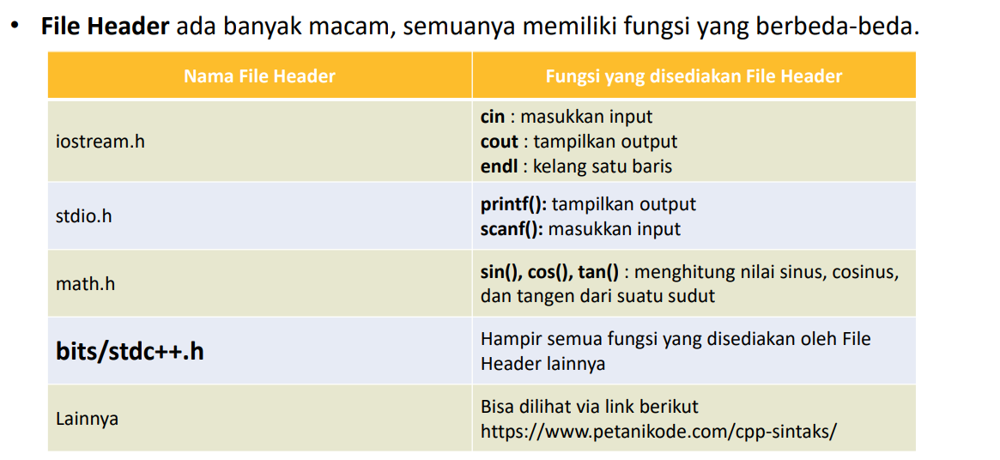 • File Header ada banyak macam, semuanya memiliki fungsi yang berbeda-beda.
Nama File Header
Fungsi yang disediakan File Header
iostream.h
cin : masukkan input
cout : tampilkan output
endl : kelang satu baris
stdio.h
printf(): tampilkan output
scanf(): masukkan input
math.h
sin(), cos(), tan() : menghitung nilai sinus, cosinus,
dan tangen dari suatu sudut
bits/stdc++.h
Hampir semua fungsi yang disediakan oleh File
Header lainnya
Lainnya
Bisa dilihat via link berikut
https://www.petanikode.com/cpp-sintaks/